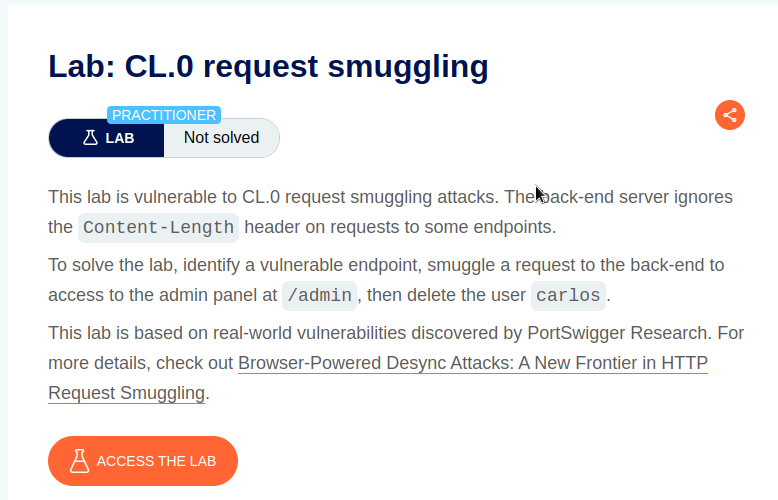 Lab: CL.0 request smuggling
PRACTITIONER
LAB
Not solved
This lab is vulnerable to CL.0 request smuggling attacks. The back-end server ignores
the Content-Length header on requests to some endpoints.
To solve the lab, identify a vulnerable endpoint, smuggle a request to the back-end to
access to the admin panel at /admin, then delete the user carlos.
This lab is based on real-world vulnerabilities discovered by PortSwigger Research. For
more details, check out Browser-Powered Desync Attacks: A New Frontier in HTTP
Request Smuggling.
ACCESS THE LAB